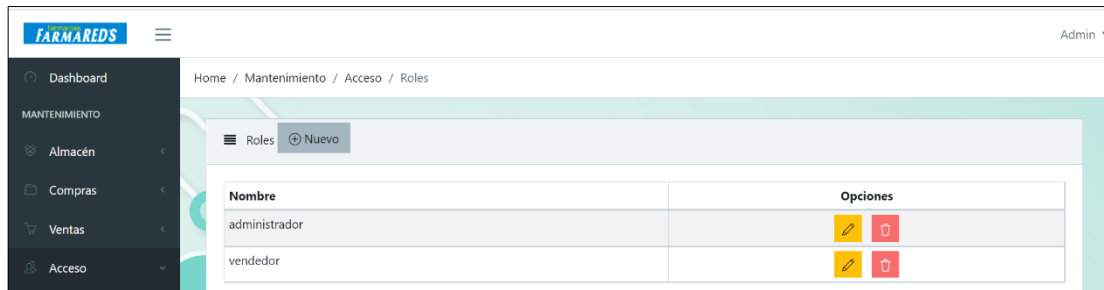 farmacias
FARMAREDS
Admin
Dashboard
Home / Mantenimiento / Acceso / Roles
MANTENIMIENTO
Roles
Nuevo
Almacén
Compras
Nombre
Opciones
administrador
Ventas
vendedor
Acceso